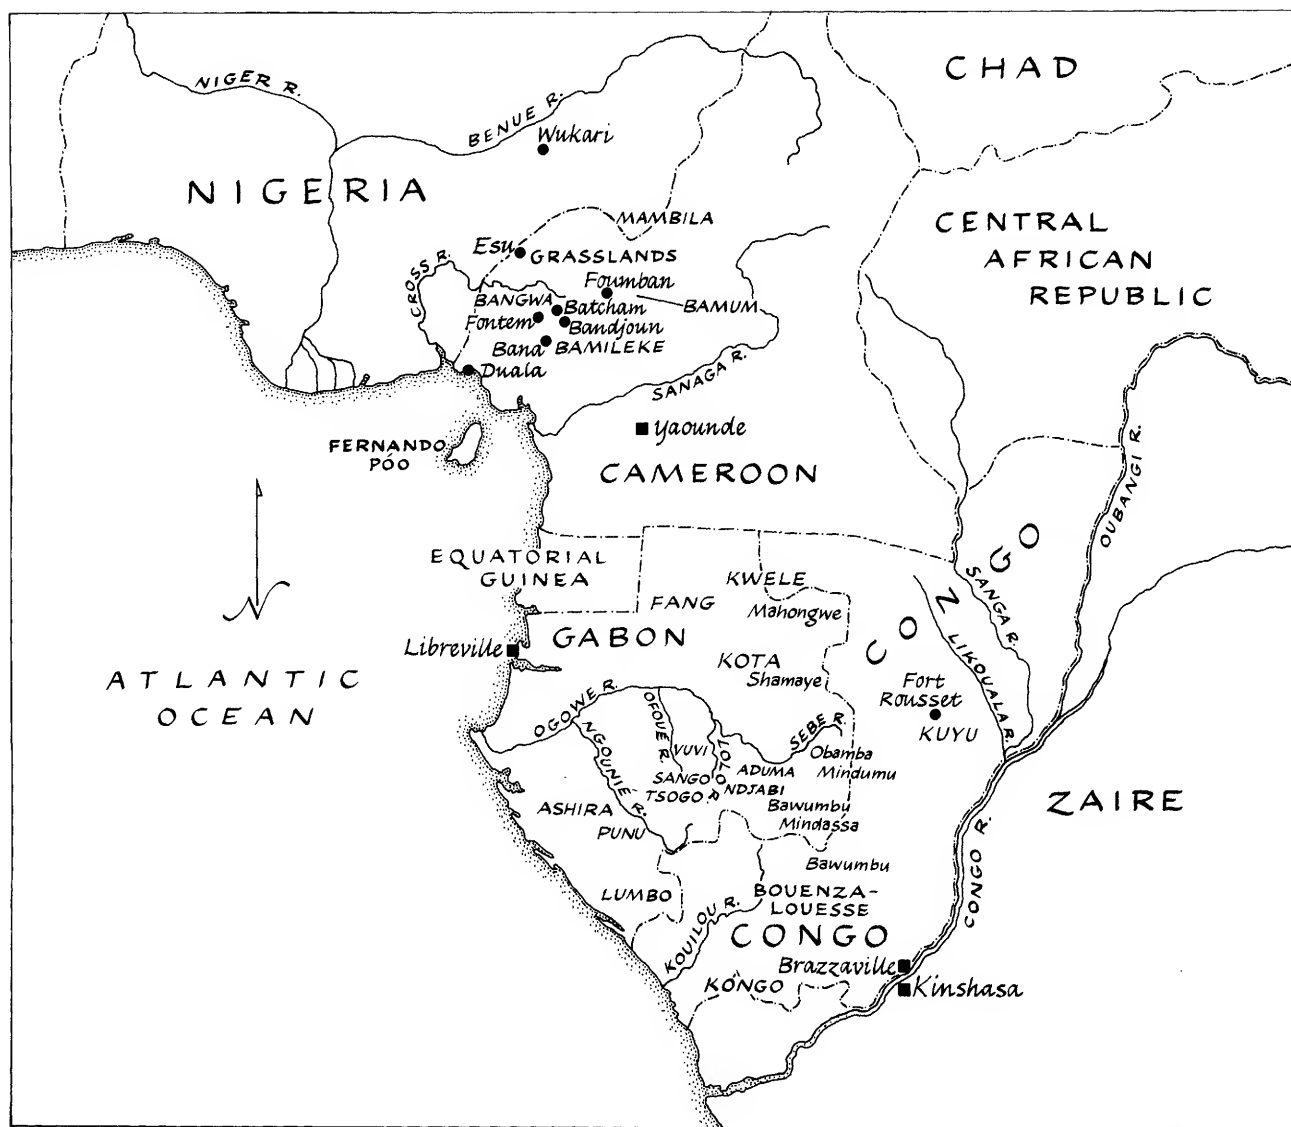 CHAD
NIGER R.
BENUE R.
Wukari
NIGERIA
MAMBILA
CENTRAL
AFRICAN
REPUBLIC
Esu
GRASSLANDS
CROSS R.
Foumban
BANGWA
Batcham
BAMUM
Fontem
Bandjoun
Bana
BAMILEKE
Duala
SANAGA R.
Yaounde
FERNANDO
PÓO
CAMEROON
OUBANGI R.
EQUATORIAL
GUINEA
KWELE
FANG
Mahongwe
CONGO
SANGA R.
Libreville
GABON
LIKOUALA R.
KOTA
Shamaye
Fort
Rousset
KUYU
ATLANTIC
OCEAN
OGOWE R.
OFOUE R.
NGOUNIÉ R.
LOLO R.
SEBE R.
VUVI
Obamba
Mindumu
ADUMA
SANGO
TSOGO
NDJABI
ZAIRE
ASHIRA
PUNU
Bawumbu
Mindassa
CONGO R.
Bawumbu
LUMBO
BOUENZA-
LOUESSE
KOUILOU R.
CONGO
Brazzaville
KONGO
Kinshasa